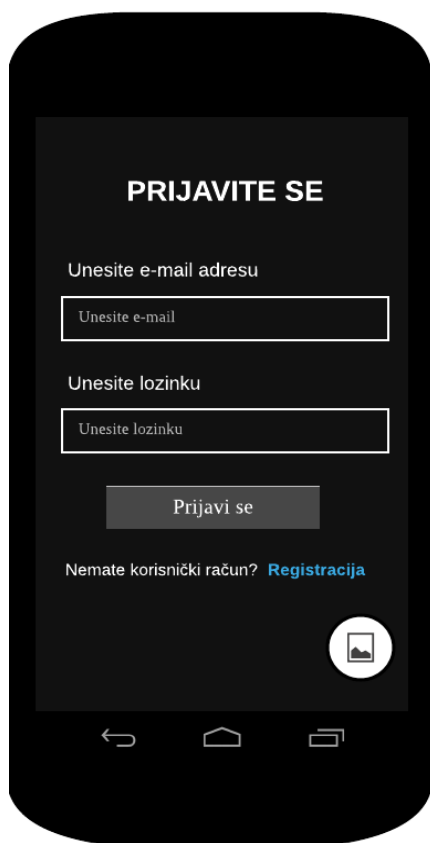 PRIJAVITE SE
Unesite e-mail adresu
Unesite e-mail
Unesite lozinku
Unesite lozinku
Prijavi se
Nemate korisnički račun? Registracija